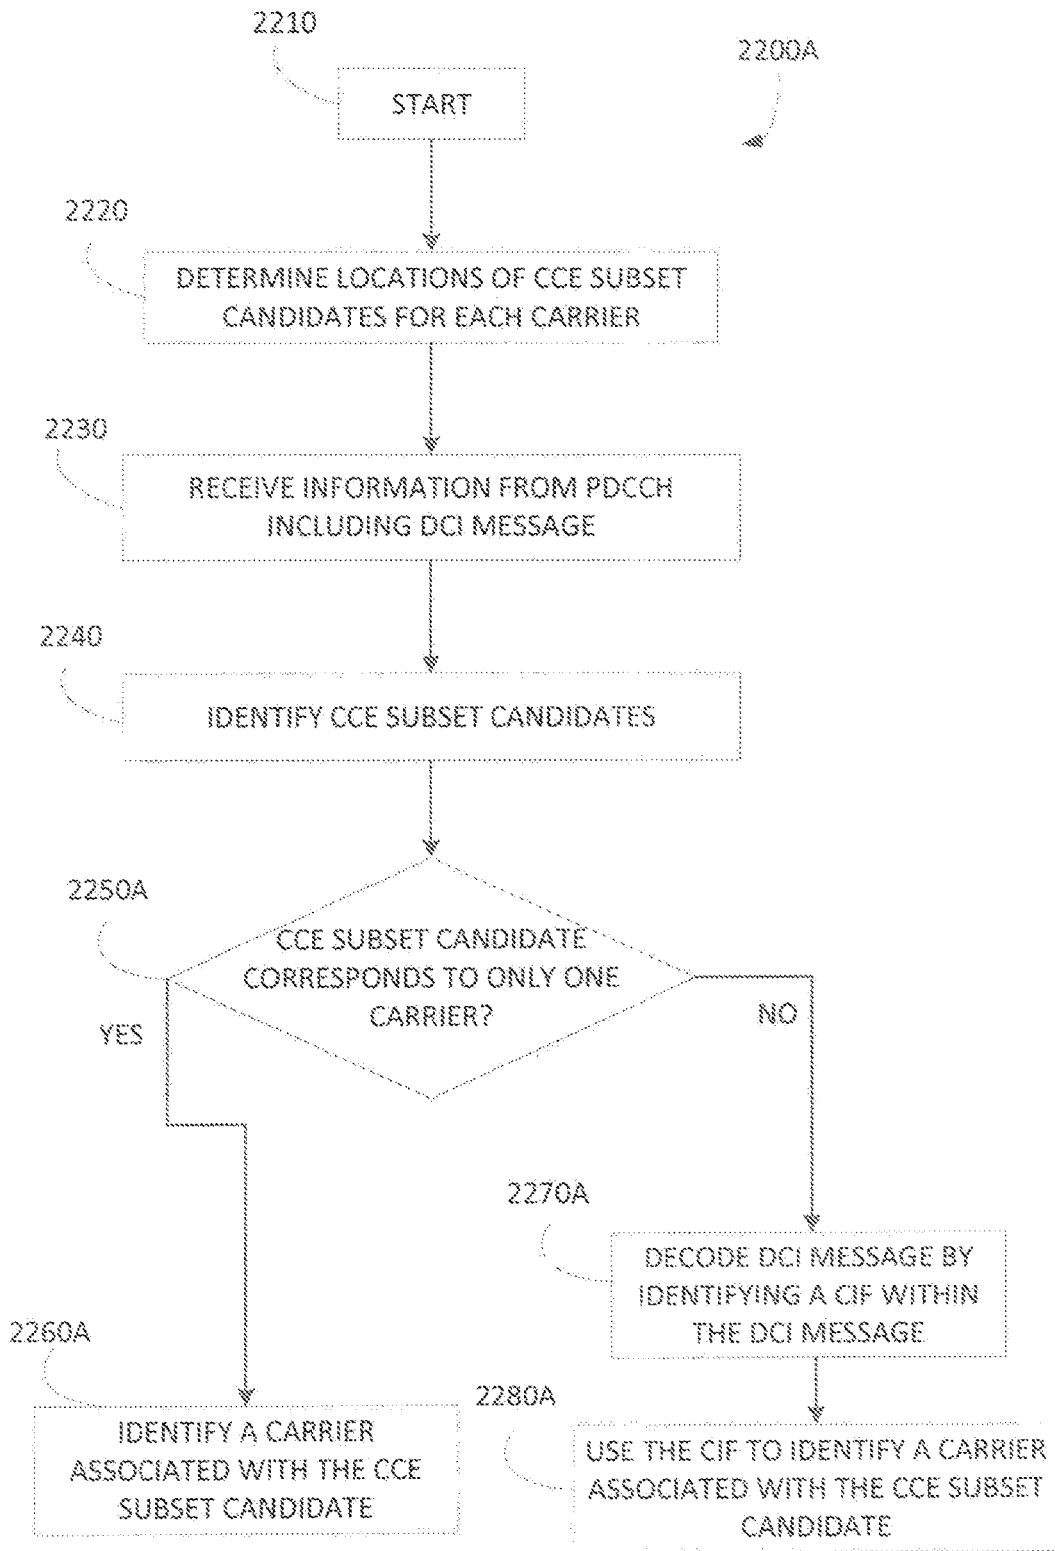 2210
2200A
START
2220
DETERMINE LOCATIONS OF CCE SUBSET
CANDIDATES FOR EACH CARRIER
2230
RECEIVE INFORMATION FROM PDCCH
INCLUDING DCI MESSAGE
2240
IDENTIFY CCE SUBSET CANDIDATES
2250A
CCE SUBSET CANDIDATE
CORRESPONDS TO ONLY ONE
CARRIER?
YES
NO
2270A
DECODE DCI MESSAGE BY
IDENTIFYING A CIF WITHIN
THE DCI MESSAGE
2260A
IDENTIFY A CARRIER
ASSOCIATED WITH THE CCE
SUBSET CANDIDATE
2280A
USE THE CIF TO IDENTIFY A CARRIER
ASSOCIATED WITH THE CCE SUBSET
CANDIDATE